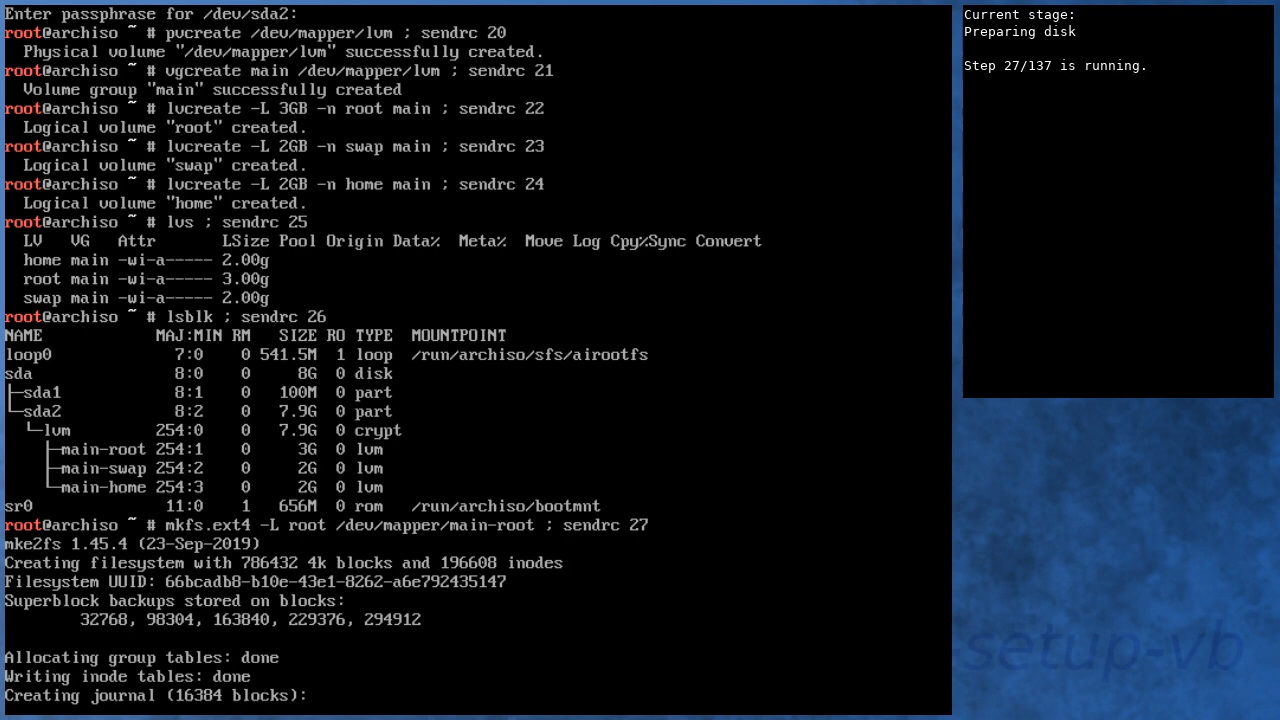 Enter passphrase for /dev/sda2:
root@archiso ~ # pvcreate /dev/mapper/lvm ; sendrc 20
  Physical volume "/dev/mapper/lvm" successfully created.
root@archiso ~ # vgcreate main /dev/mapper/lvm ; sendrc 21
  Volume group "main" successfully created
root@archiso ~ # lvcreate -L 3GB -n root main ; sendrc 22
  Logical volume "root" created.
root@archiso ~ # lvcreate -L 2GB -n swap main ; sendrc 23
  Logical volume "swap" created.
root@archiso ~ # lvcreate -L 2GB -n home main ; sendrc 24
  Logical volume "home" created.
root@archiso ~ # lvs ; sendrc 25
  LV   VG   Attr       LSize Pool Origin Data%  Meta%  Move Log Cpy%Sync Convert
  home main -wi-a----- 2.00g
  root main -wi-a----- 3.00g
  swap main -wi-a----- 2.00g
root@archiso ~ # lsblk ; sendrc 26
NAME            MAJ:MIN RM   SIZE RO TYPE  MOUNTPOINT
loop0             7:0    0 541.5M  1 loop  /run/archiso/sfs/airootfs
sda               8:0    0     8G  0 disk
├─sda1            8:1    0   100M  0 part
└─sda2            8:2    0   7.9G  0 part
  └─lvm         254:0    0   7.9G  0 crypt
    ├─main-root 254:1    0     3G  0 lvm
    ├─main-swap 254:2    0     2G  0 lvm
    └─main-home 254:3    0     2G  0 lvm
sr0              11:0    1   656M  0 rom   /run/archiso/bootmnt
root@archiso ~ # mkfs.ext4 -L root /dev/mapper/main-root ; sendrc 27
mke2fs 1.45.4 (23-Sep-2019)
Creating filesystem with 786432 4k blocks and 196608 inodes
Filesystem UUID: 66bcadb8-b10e-43e1-8262-a6e792435147
Superblock backups stored on blocks:
        32768, 98304, 163840, 229376, 294912

Allocating group tables: done
Writing inode tables: done
Creating journal (16384 blocks):
Current stage:
Preparing disk

Step 27/137 is running.
-setup-vb